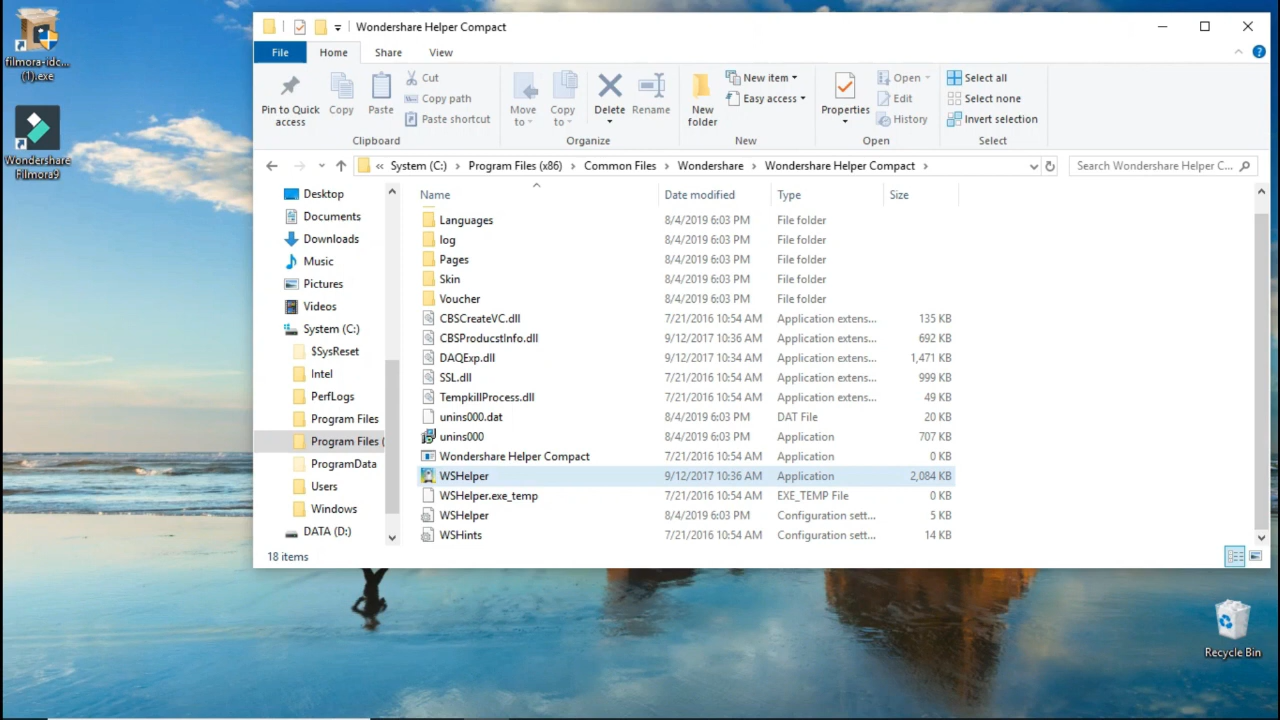 filmora-idc...
(1).exe
Wondershare
Filmora9
Wondershare Helper Compact
File
Home
Share
View
Pin to Quick
access
Copy
Paste
Cut
Copy path
Paste shortcut
Clipboard
Move
to
Copy
to
Delete
Rename
Organize
New
folder
New item
Easy access
New
Properties
Open
Edit
History
Open
Select all
Select none
Invert selection
Select
« System (C:) > Program Files (x86) > Common Files > Wondershare > Wondershare Helper Compact >
Search Wondershare Helper C...
Desktop
Documents
Downloads
Music
Pictures
Videos
System (C:)
$SysReset
Intel
PerfLogs
Program Files
Program Files (
ProgramData
Users
Windows
DATA (D:)
Name Date modified Type Size
Languages 8/4/2019 6:03 PM File folder
log 8/4/2019 6:03 PM File folder
Pages 8/4/2019 6:03 PM File folder
Skin 8/4/2019 6:03 PM File folder
Voucher 8/4/2019 6:03 PM File folder
CBSCreateVC.dll 7/21/2016 10:54 AM Application extens... 135 KB
CBSProducstInfo.dll 9/12/2017 10:36 AM Application extens... 692 KB
DAQExp.dll 9/12/2017 10:34 AM Application extens... 1,471 KB
SSL.dll 7/21/2016 10:54 AM Application extens... 999 KB
TempkillProcess.dll 7/21/2016 10:54 AM Application extens... 49 KB
unins000.dat 8/4/2019 6:03 PM DAT File 20 KB
unins000 8/4/2019 6:03 PM Application 707 KB
Wondershare Helper Compact 7/21/2016 10:54 AM Application 0 KB
WSHelper 9/12/2017 10:36 AM Application 2,084 KB
WSHelper.exe_temp 7/21/2016 10:54 AM EXE_TEMP File 0 KB
WSHelper 8/4/2019 6:03 PM Configuration sett... 5 KB
WSHints 7/21/2016 10:54 AM Configuration sett... 14 KB
18 items
Recycle Bin